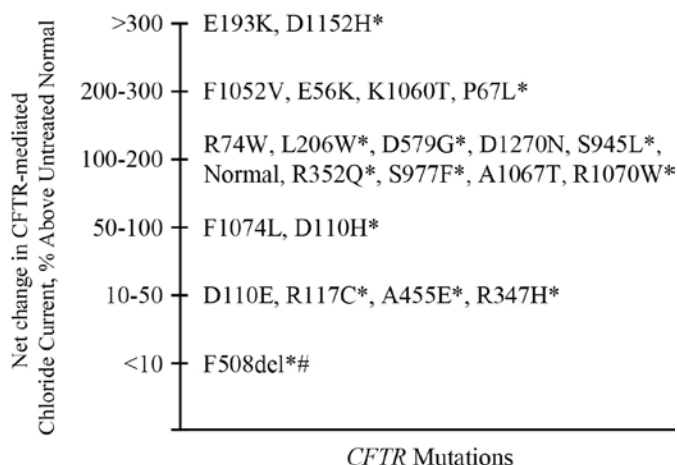 Net change in CFTR-mediated
Chloride Current, % Above Untreated Normal
>300 E193K, D1152H*
200-300 F1052V, E56K, K1060T, P67L*
R74W, L206W*, D579G*, D1270N, S945L*,
100-200
Normal, R352Q*, S977F*, A1067T, R1070W*
50-100 F1074L, D110H*
10-50 D110E, R117C*, A455E*, R347H*
<10 F508del*#
CFTR Mutations